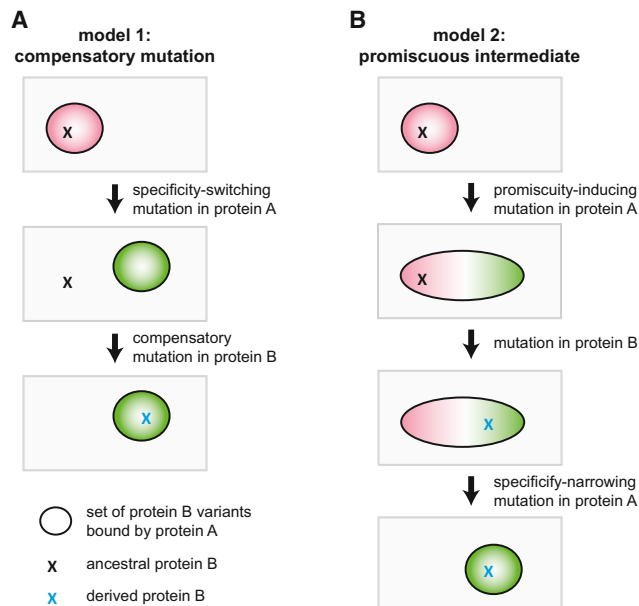 A
model 1:
compensatory mutation
X
specificity-switching
mutation in protein A
X
compensatory
mutation in protein B
X
set of protein B variants
bound by protein A
X ancestral protein B
X derived protein B
B
model 2:
promiscuous intermediate
X
promiscuity-inducing
mutation in protein A
X
mutation in protein B
X
specificify-narrowing
mutation in protein A
X